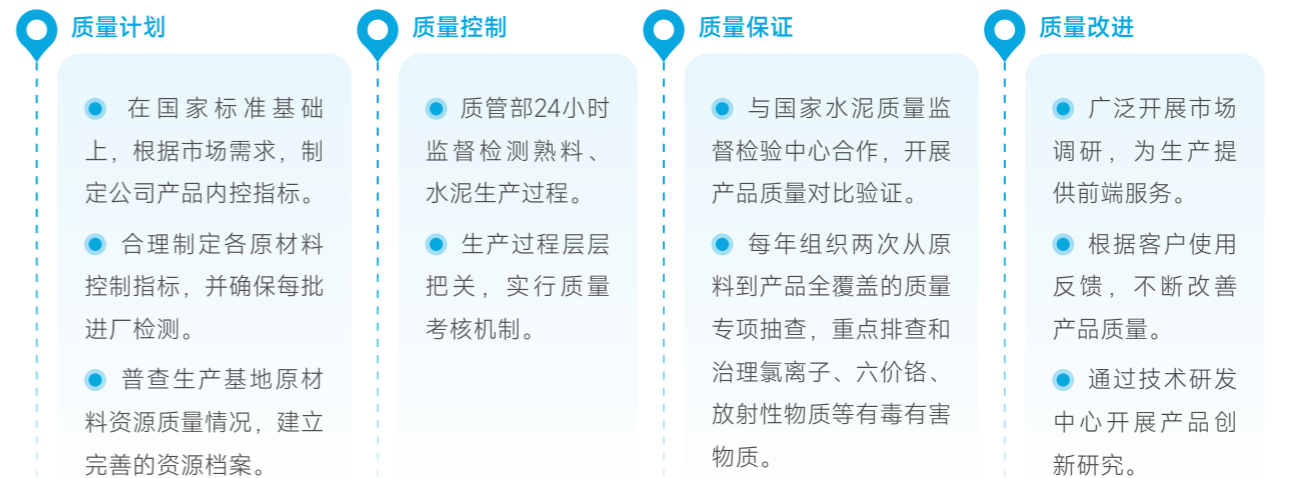 质量计划
在国家标准基础
上，根据市场需求，制
定公司产品内控指标。
合理制定各原材料
控制指标，并确保每批
进厂检测。
普查生产基地原材
料资源质量情况，建立
完善的资源档案。
质量控制
质管部24小时
监督检测熟料、
水泥生产过程。
生产过程层层
把关，实行质量
考核机制。
质量保证
与国家水泥质量监
督检验中心合作，开展
产品质量对比验证。
每年组织两次从原
料到产品全覆盖的质量
专项抽查，重点排查和
治理氯离子、六价铬、
放射性物质等有毒有害
物质。
质量改进
广泛开展市场
调研，为生产提
供前端服务。
根据客户使用
反馈，不断改善
产品质量。
通过技术研发
中心开展产品创
新研究。